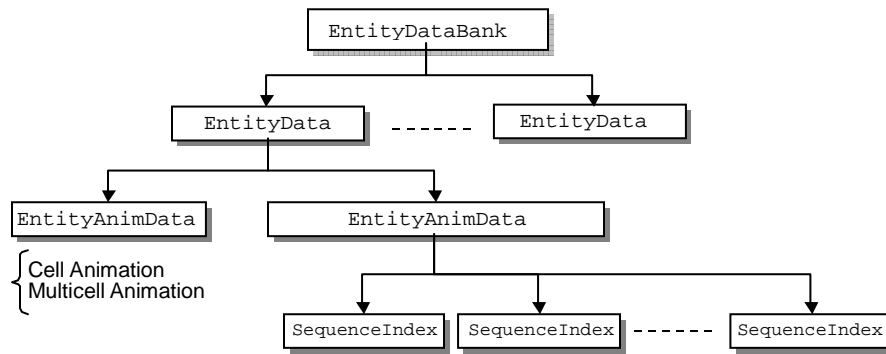 EntityDataBank
EntityData
EntityData
EntityAnimData
EntityAnimData
Cell Animation
Multicell Animation
SequenceIndex
SequenceIndex
SequenceIndex